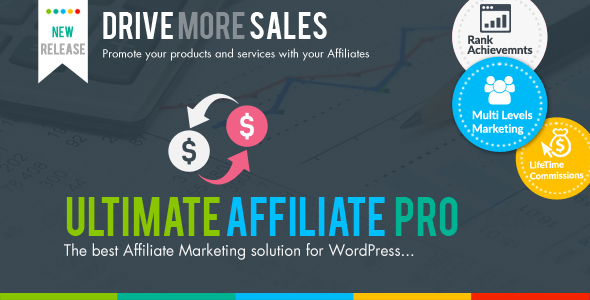 NEW
RELEASE
DRIVE MORE SALES
Promote your products and services with your Affiliates
Rank
Achievemnts
Multi Levels
Marketing
LifeTime
Commissions
$
$
ULTIMATE AFFILIATE PRO
The best Affiliate Marketing solution for WordPress...